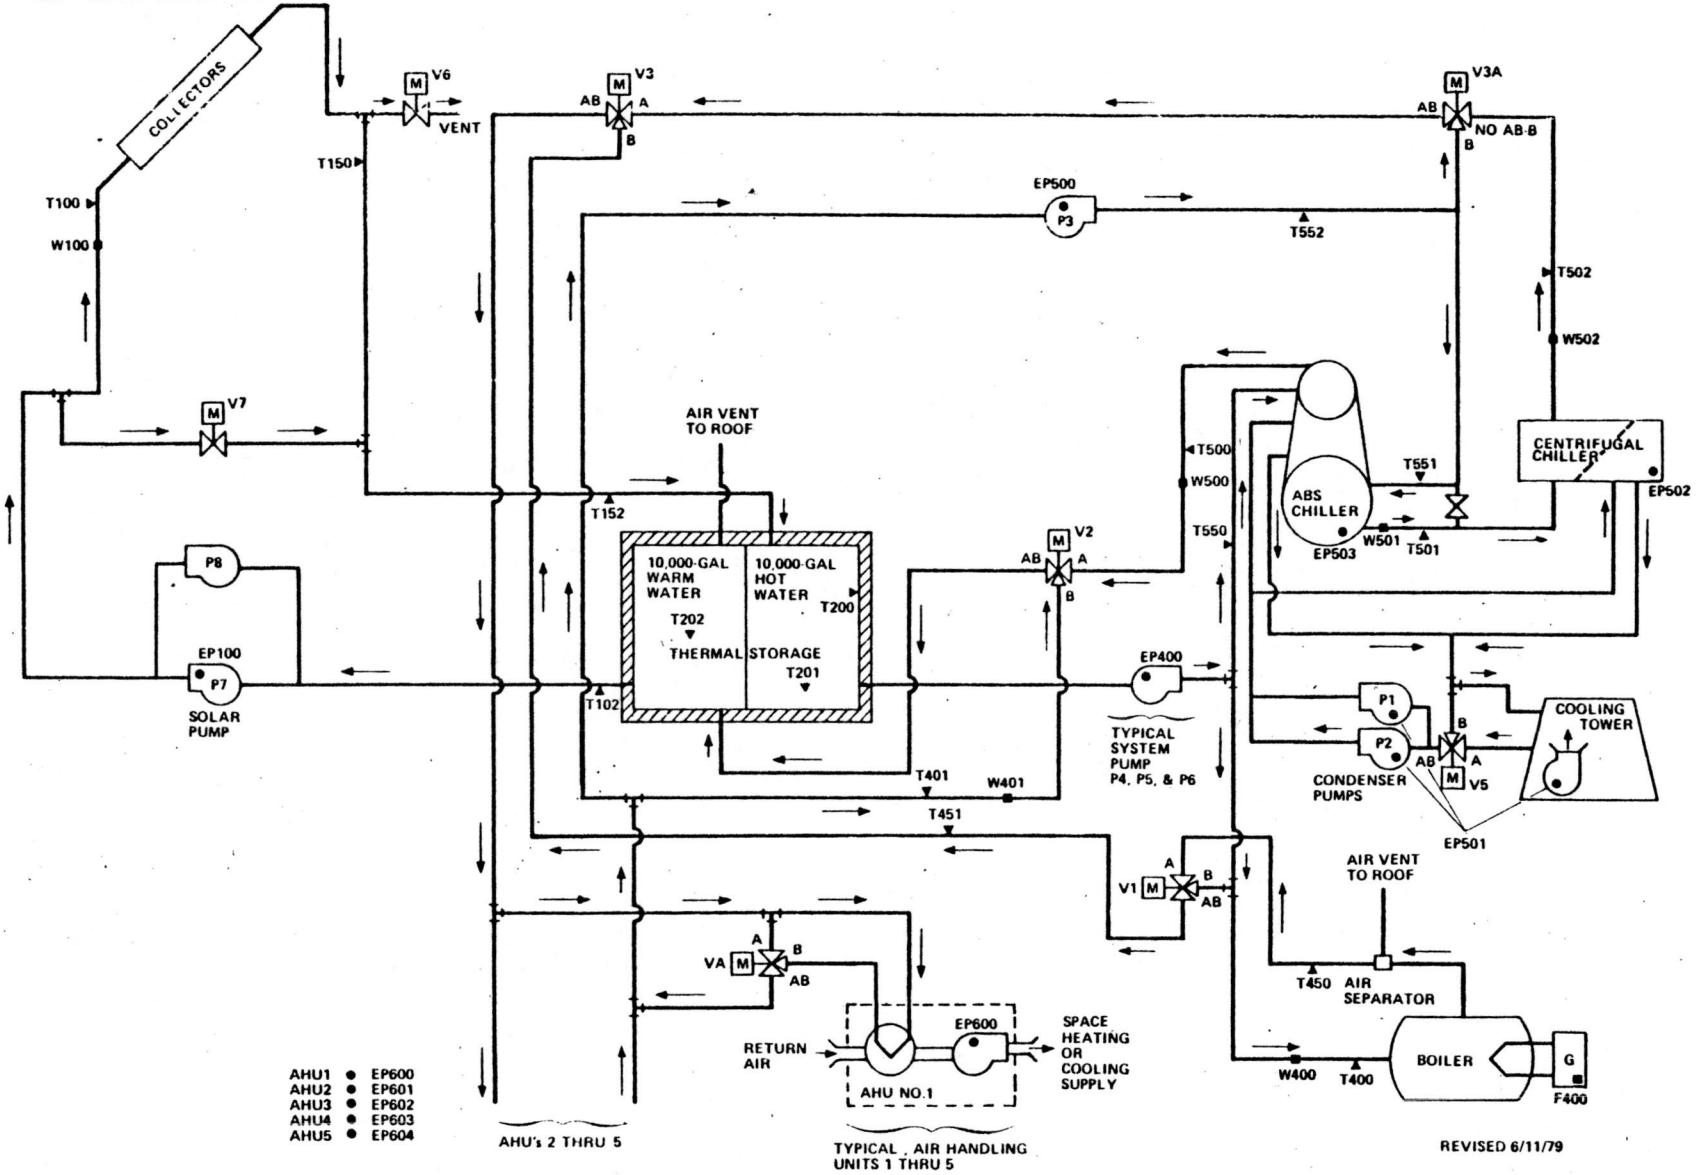 COLLECTORS
M
V6
VENT
T150
T100
W100
M
V3
AB
A
B
M
V3A
AB
NO AB-B
B
EP500
P3
T552
T502
W502
M
V7
AIR VENT
TO ROOF
T152
ABS
CHILLER
EP503
T551
W501
T501
CENTRIFUGAL
CHILLER
EP502
T500
W500
T550
M
V2
AB
A
B
10,000-GAL
WARM
WATER
10,000-GAL
HOT
WATER
T200
T202
THERMAL STORAGE
T201
P8
EP100
P7
SOLAR
PUMP
T102
EP400
TYPICAL
SYSTEM
PUMP
P4, P5, & P6
P1
P2
CONDENSER
PUMPS
B
AB
A
M
V5
COOLING
TOWER
EP501
T401
W401
T451
A
B
V1
M
AB
AIR VENT
TO ROOF
T450
AIR
SEPARATOR
A
VA
M
B
AB
RETURN
AIR
EP600
AHU NO.1
SPACE
HEATING
OR
COOLING
SUPPLY
W400
T400
BOILER
G
F400
AHU1 ● EP600
AHU2 ● EP601
AHU3 ● EP602
AHU4 ● EP603
AHU5 ● EP604
AHU's 2 THRU 5
TYPICAL , AIR HANDLING
UNITS 1 THRU 5
REVISED 6/11/79